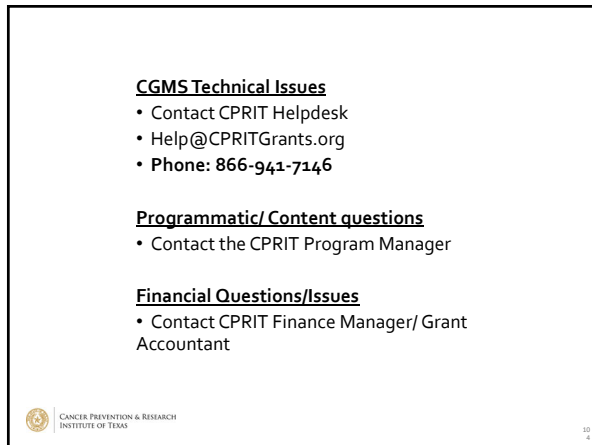 CGMS Technical Issues
• Contact CPRIT Helpdesk
• Help@CPRITGrants.org
• Phone: 866-941-7146
Programmatic/ Content questions
• Contact the CPRIT Program Manager
Financial Questions/Issues
• Contact CPRIT Finance Manager/ Grant
Accountant
CANCER PREVENTION & RESEARCH
INSTITUTE OF TEXAS
10
4